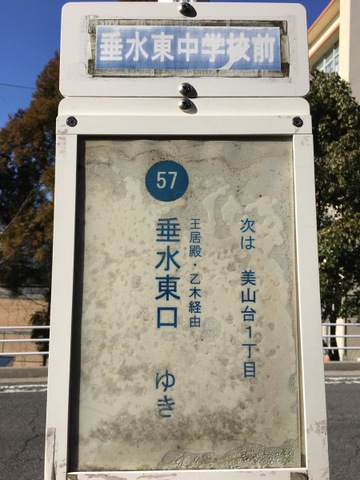 垂水東中学校前
次は 美山台1丁目
王居殿・乙木経由
57
垂水東口 ゆき